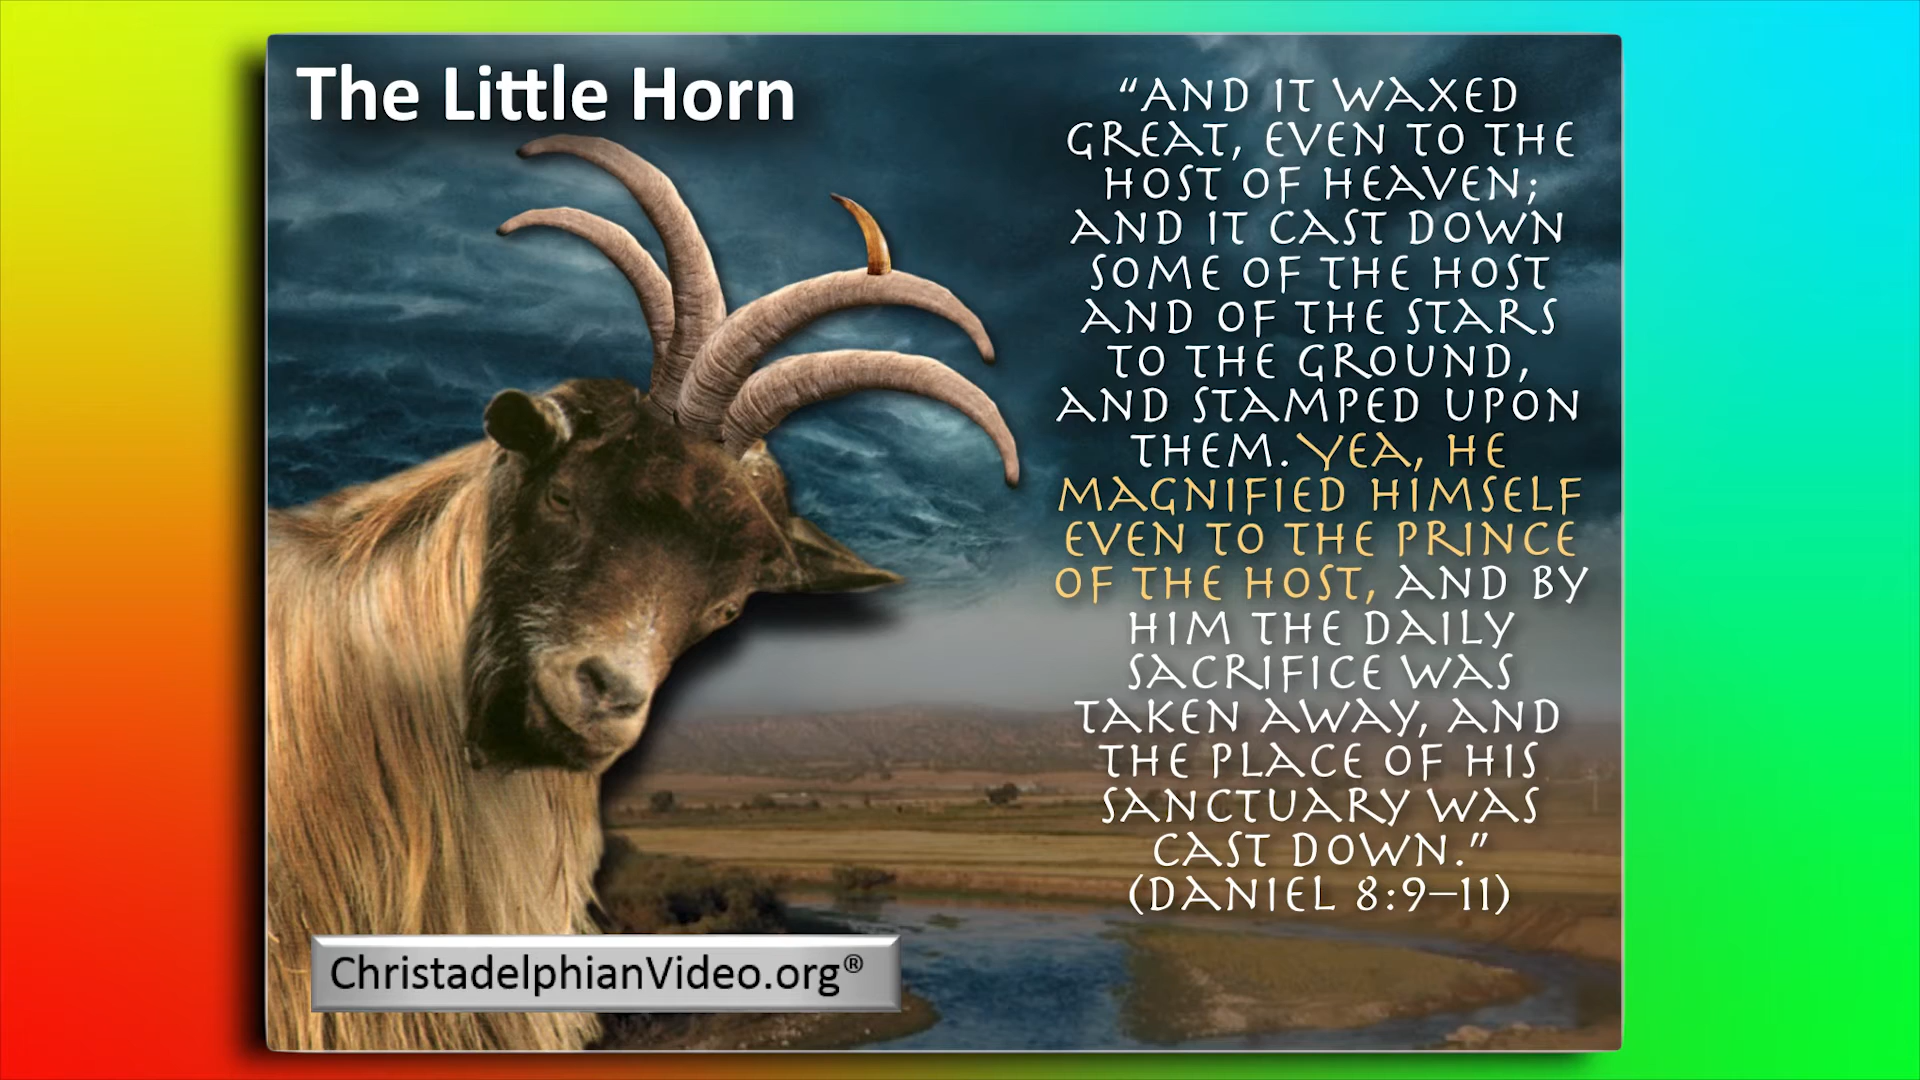 The Little Horn
“AND IT WAXED
GREAT, EVEN TO THE
HOST OF HEAVEN;
AND IT CAST DOWN
SOME OF THE HOST
AND OF THE STARS
TO THE GROUND,
AND STAMPED UPON
THEM. YEA, HE
MAGNIFIED HIMSELF
EVEN TO THE PRINCE
OF THE HOST, AND BY
HIM THE DAILY
SACRIFICE WAS
TAKEN AWAY, AND
THE PLACE OF HIS
SANCTUARY WAS
CAST DOWN.”
(DANIEL 8:9–11)
ChristadelphianVideo.org®